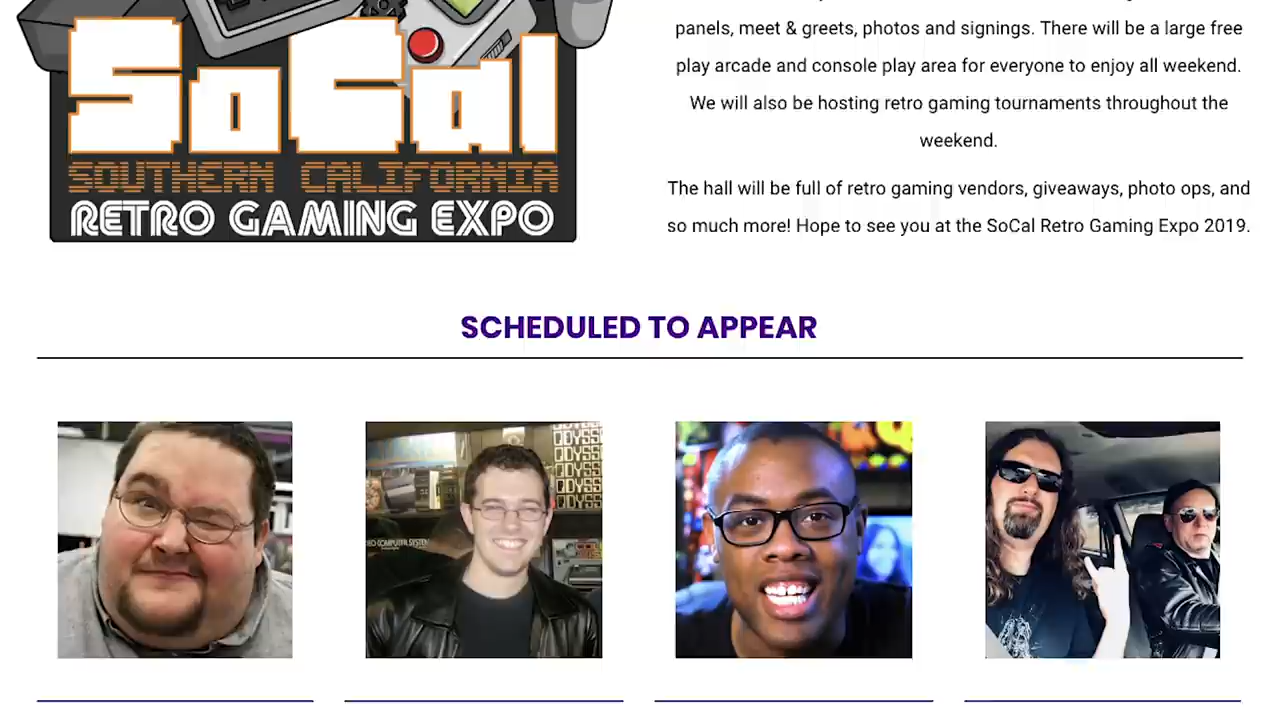 SoCal
SOUTHERN CALIFORNIA
RETRO GAMING EXPO
panels, meet & greets, photos and signings. There will be a large free
play arcade and console play area for everyone to enjoy all weekend.
We will also be hosting retro gaming tournaments throughout the
weekend.
The hall will be full of retro gaming vendors, giveaways, photo ops, and
so much more! Hope to see you at the SoCal Retro Gaming Expo 2019.
SCHEDULED TO APPEAR